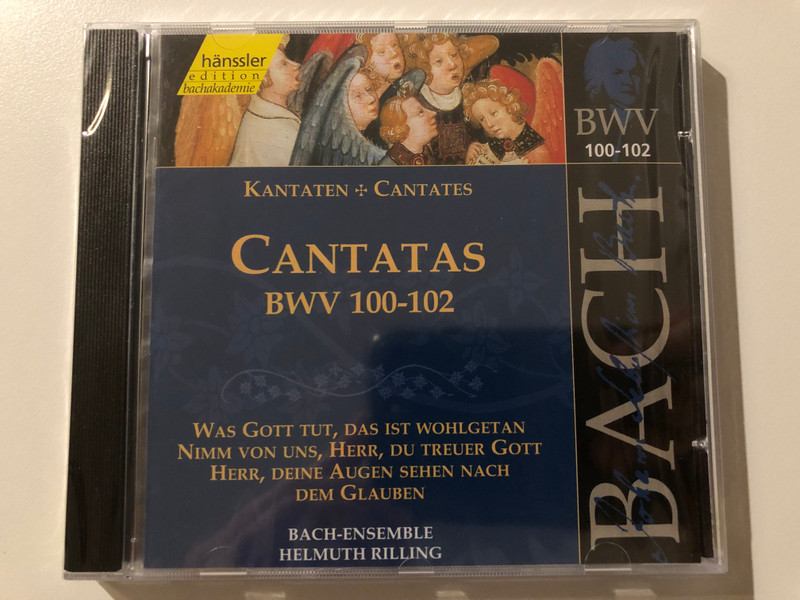 hänssler
edition
bachakademie
BWV
100-102
KANTATEN ✢ CANTATES
CANTATAS
BWV 100-102
WAS GOTT TUT, DAS IST WOHLGETAN
NIMM VON UNS, HERR, DU TREUER GOTT
HERR, DEINE AUGEN SEHEN NACH
DEM GLAUBEN
BACH-ENSEMBLE
HELMUTH RILLING
BACH